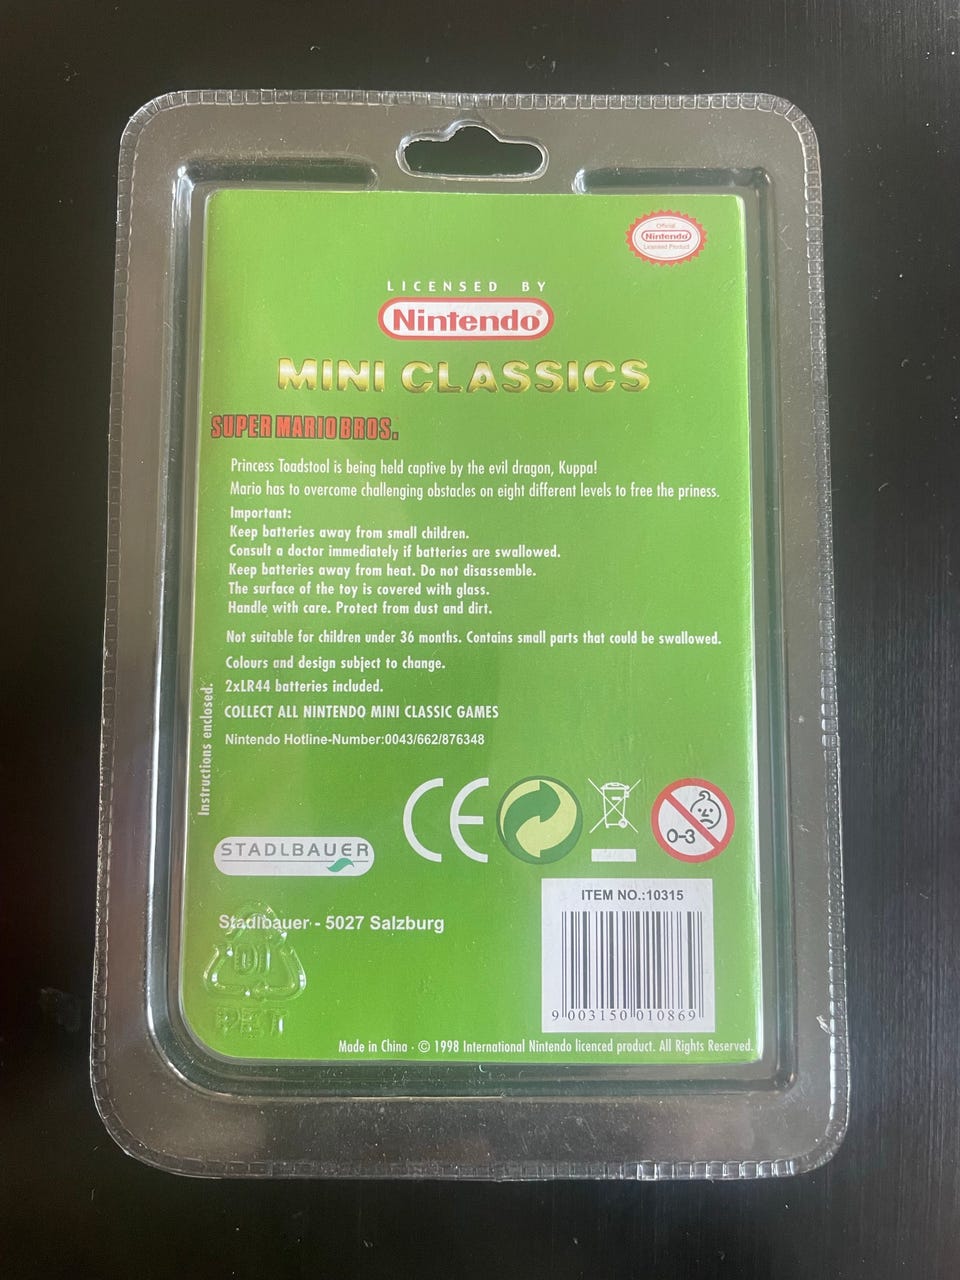 Official
Nintendo
Licensed Product
LICENSED BY
Nintendo®
MINI CLASSICS
SUPER MARIO BROS.
Princess Toadstool is being held captive by the evil dragon, Kuppa!
Mario has to overcome challenging obstacles on eight different levels to free the priness.
Important:
Keep batteries away from small children.
Consult a doctor immediately if batteries are swallowed.
Keep batteries away from heat. Do not disassemble.
The surface of the toy is covered with glass.
Handle with care. Protect from dust and dirt.
Not suitable for children under 36 months. Contains small parts that could be swallowed.
Colours and design subject to change.
2xLR44 batteries included.
COLLECT ALL NINTENDO MINI CLASSIC GAMES
Nintendo Hotline-Number:0043/662/876348
Instructions enclosed.
CE
0-3
STADLBAUER
Stadlbauer - 5027 Salzburg
ITEM NO.:10315
9 003150 010869
01
PET
Made in China · © 1998 International Nintendo licenced product. All Rights Reserved.